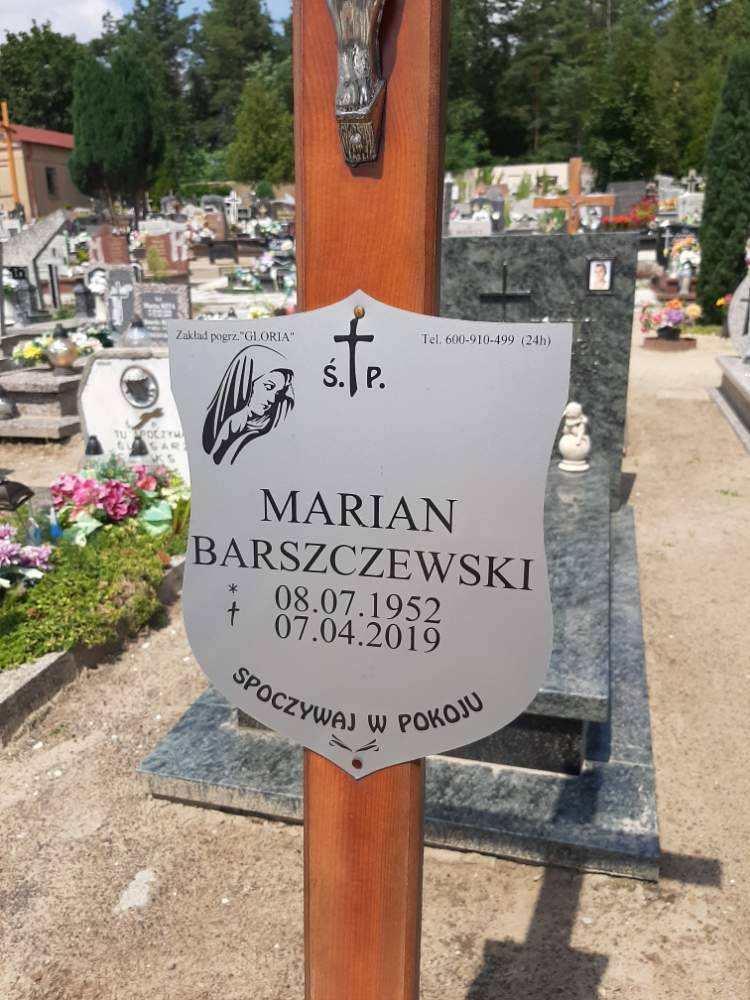 Zakład pogrz."GLORIA"
Tel. 600-910-499 (24h)
Ś. P.
MARIAN
BARSZCZEWSKI
* 08.07.1952
† 07.04.2019
SPOCZYWAJ W POKOJU